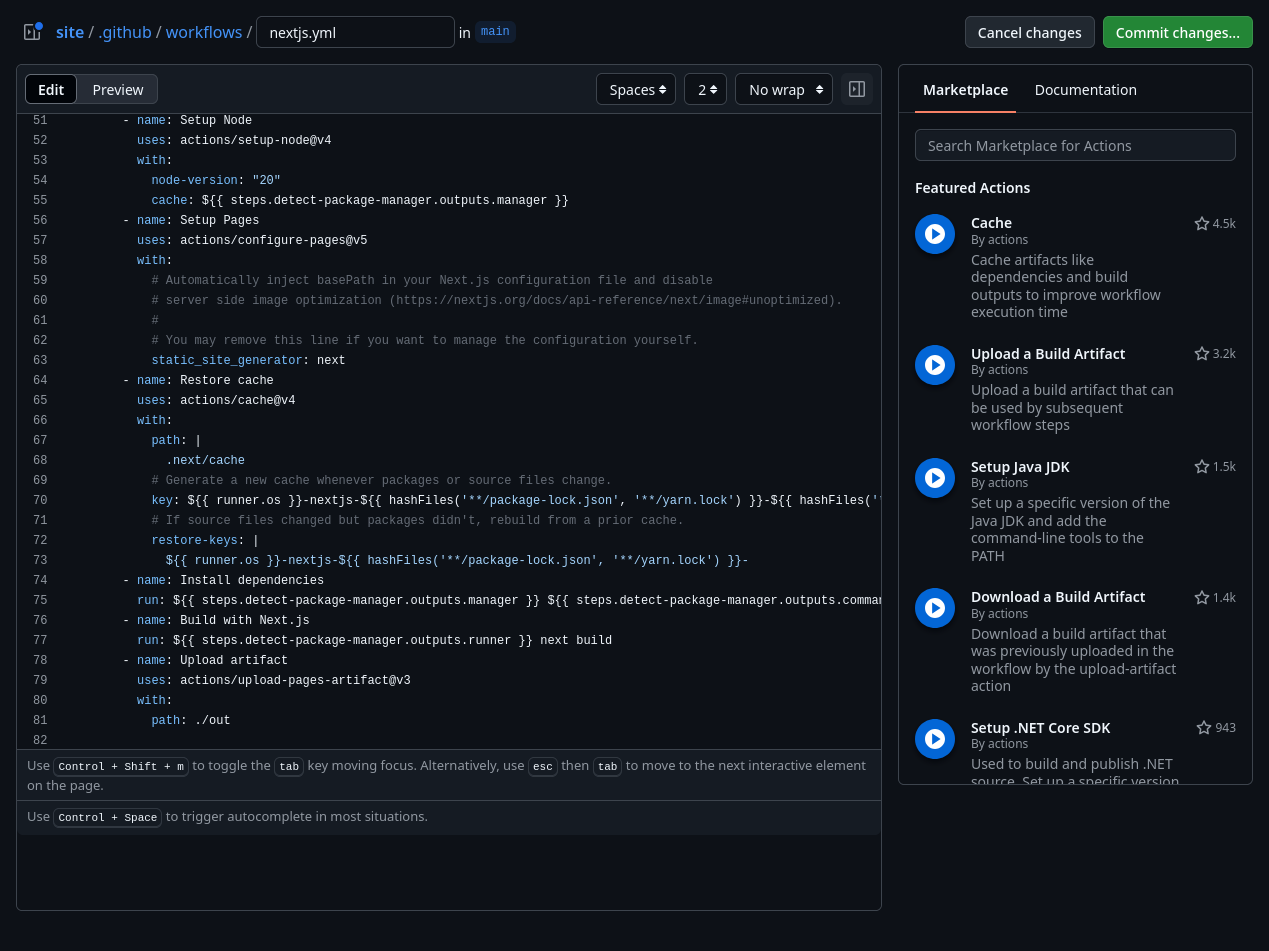 site / .github / workflows / nextjs.yml in main
Cancel changes
Commit changes...
Edit
Preview
Spaces
2
No wrap
51 - name: Setup Node
52 uses: actions/setup-node@v4
53 with:
54 node-version: "20"
55 cache: ${{ steps.detect-package-manager.outputs.manager }}
56 - name: Setup Pages
57 uses: actions/configure-pages@v5
58 with:
59 # Automatically inject basePath in your Next.js configuration file and disable
60 # server side image optimization (https://nextjs.org/docs/api-reference/next/image#unoptimized).
61 #
62 # You may remove this line if you want to manage the configuration yourself.
63 static_site_generator: next
64 - name: Restore cache
65 uses: actions/cache@v4
66 with:
67 path: |
68 .next/cache
69 # Generate a new cache whenever packages or source files change.
70 key: ${{ runner.os }}-nextjs-${{ hashFiles('**/package-lock.json', '**/yarn.lock') }}-${{ hashFiles('
71 # If source files changed but packages didn't, rebuild from a prior cache.
72 restore-keys: |
73 ${{ runner.os }}-nextjs-${{ hashFiles('**/package-lock.json', '**/yarn.lock') }}-
74 - name: Install dependencies
75 run: ${{ steps.detect-package-manager.outputs.manager }} ${{ steps.detect-package-manager.outputs.comman
76 - name: Build with Next.js
77 run: ${{ steps.detect-package-manager.outputs.runner }} next build
78 - name: Upload artifact
79 uses: actions/upload-pages-artifact@v3
80 with:
81 path: ./out
82
Use Control + Shift + m to toggle the tab key moving focus. Alternatively, use esc then tab to move to the next interactive element
on the page.
Use Control + Space to trigger autocomplete in most situations.
Marketplace
Documentation
Search Marketplace for Actions
Featured Actions
Cache
4.5k
By actions
Cache artifacts like
dependencies and build
outputs to improve workflow
execution time
Upload a Build Artifact
3.2k
By actions
Upload a build artifact that can
be used by subsequent
workflow steps
Setup Java JDK
1.5k
By actions
Set up a specific version of the
Java JDK and add the
command-line tools to the
PATH
Download a Build Artifact
1.4k
By actions
Download a build artifact that
was previously uploaded in the
workflow by the upload-artifact
action
Setup .NET Core SDK
943
By actions
Used to build and publish .NET
source. Set up a specific version